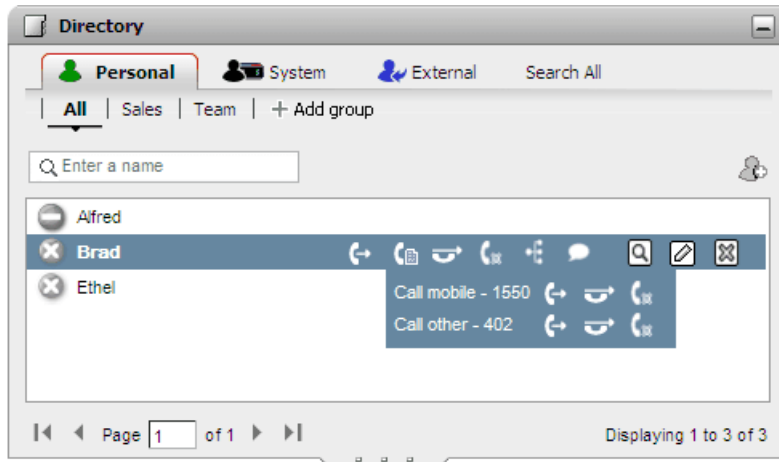 Directory
Personal System External Search All
All | Sales | Team | + Add group
Enter a name
Alfred
Brad
Ethel
Call mobile - 1550
Call other - 402
Page 1 of 1 Displaying 1 to 3 of 3